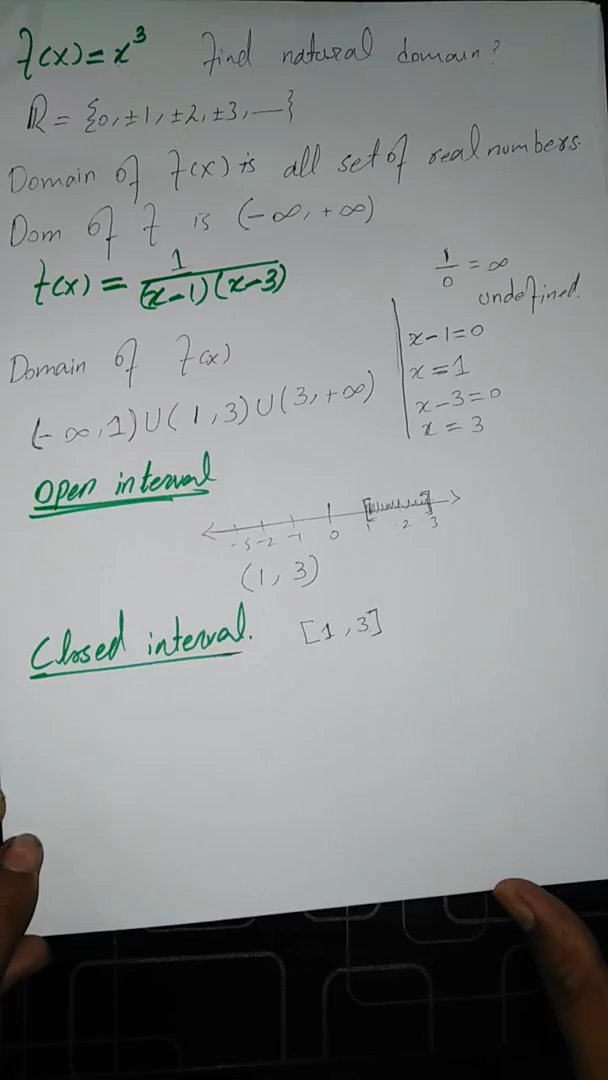 f(x) = x³ Find natural domain?
ℝ = {0, ±1, ±2, ±3, —}
Domain of f(x) is all set of real numbers.
Dom of f is (-∞, +∞)
f(x) = 1/(x-1)(x-3)
1/0 = ∞
undefined.
x-1=0
x=1
x-3=0
x=3
Domain of f(x)
(-∞, 1) U (1, 3) U (3, +∞)
Open interval
-3 -2 -1 0 1 2 3
(1, 3)
Closed interval. [1, 3]